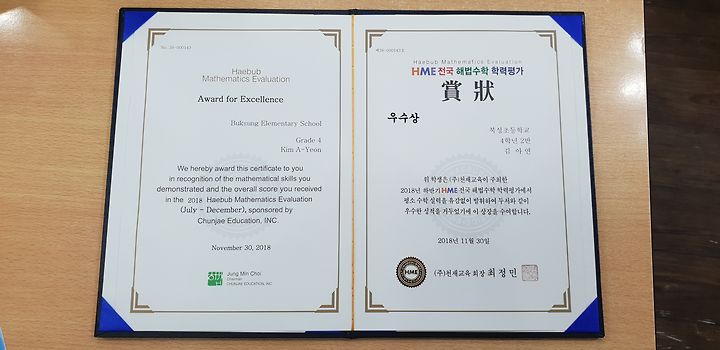 No. 38-000143
Haebub
Mathematics Evaluation
Award for Excellence
Buksung Elementary School
Grade 4
Kim A-Yeon
We hereby award this certificate to you
in recognition of the mathematical skills you
demonstrated and the overall score you received
in the 2018 Haebub Mathematics Evaluation
(July - December), sponsored by
Chunjae Education, INC.
November 30, 2018
Jung Min Choi
Chairman
CHUNJAE EDUCATION, INC
Haebub Mathematics Evaluation
HME 전국 해법수학 학력평가
賞 狀
우수상
북성초등학교
4학년 2반
김 아 연
위 학생은 (주)천재교육이 주최한
2018년 하반기 HME 전국 해법수학 학력평가에서
평소 수학 실력을 유감없이 발휘하여 두서와 같이
우수한 성적을 거두었기에 이 상장을 수여합니다.
2018년 11월 30일
HME
(주)천재교육 회장 최 정 민